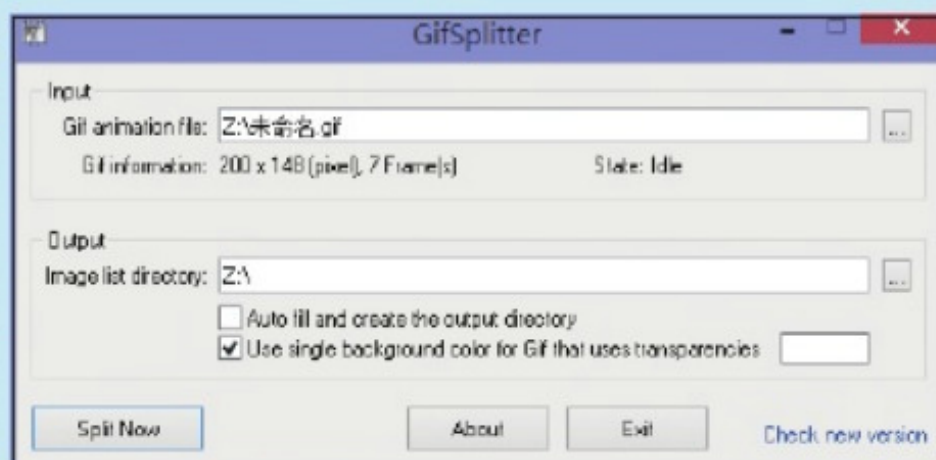 GifSplitter
Input
Gif animation file: Z:\未命名.gif ...
Gif information: 200 x 148 (pixel), 7 Frame(s) State: Idle
Output
Image list directory: Z:\ ...
Auto fill and create the output directory
Use single background color for Gif that uses transparencies
Split Now About Exit Check new version